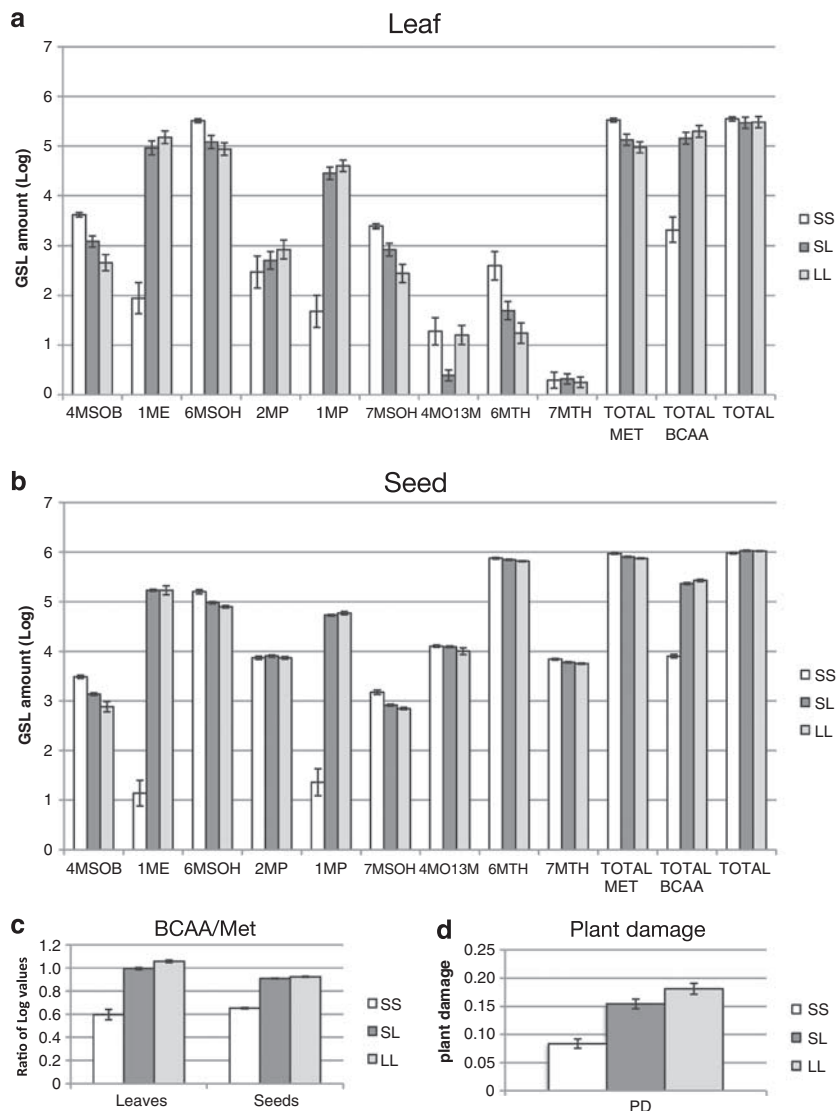 a
Leaf
7
6
5
4
3
2
1
0
GSL amount (Log)
4MSOB 1ME 6MSOH 2MP 1MP 7MSOH 4MO13M 6MTH 7MTH TOTAL MET TOTAL BCAA TOTAL
SS
SL
LL
b
Seed
7
6
5
4
3
2
1
0
GSL amount (Log)
4MSOB 1ME 6MSOH 2MP 1MP 7MSOH 4MO13M 6MTH 7MTH TOTAL MET TOTAL BCAA TOTAL
SS
SL
LL
c
BCAA/Met
1.2
1.0
0.8
0.6
0.4
0.2
0
Ratio of Log values
Leaves Seeds
SS
SL
LL
d
Plant damage
0.25
0.20
0.15
0.10
0.05
0
plant damage
PD
SS
SL
LL